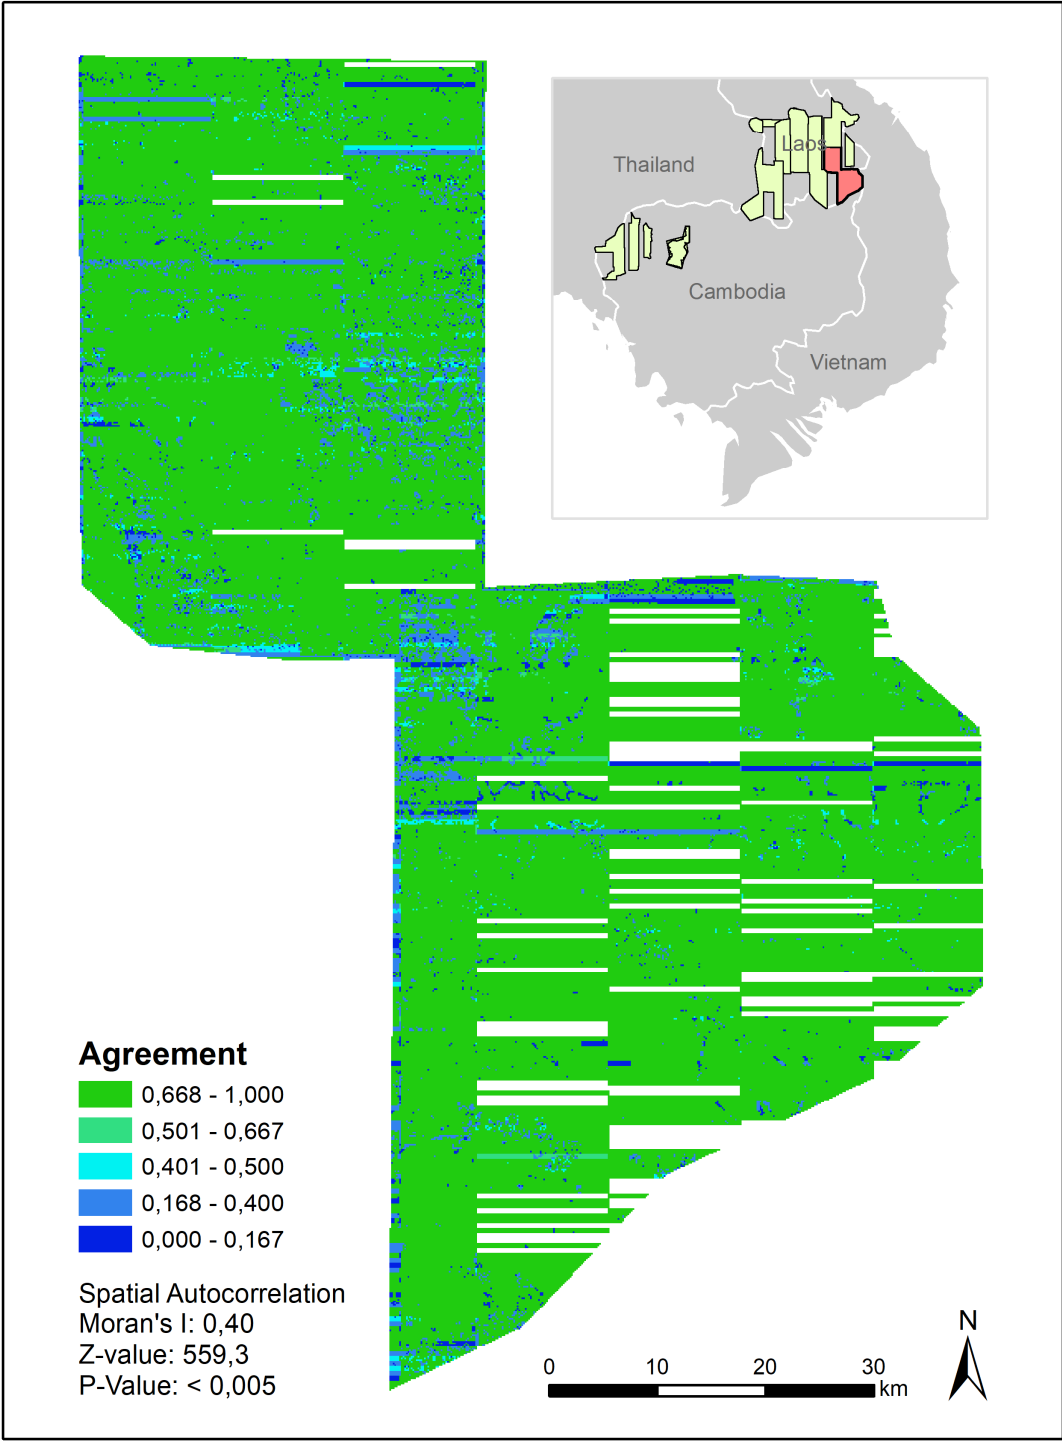 Thailand
Laos
Cambodia
Vietnam
Agreement
0,668 - 1,000
0,501 - 0,667
0,401 - 0,500
0,168 - 0,400
0,000 - 0,167
Spatial Autocorrelation
Moran's I: 0,40
Z-value: 559,3
P-Value: < 0,005
0 10 20 30
km
N